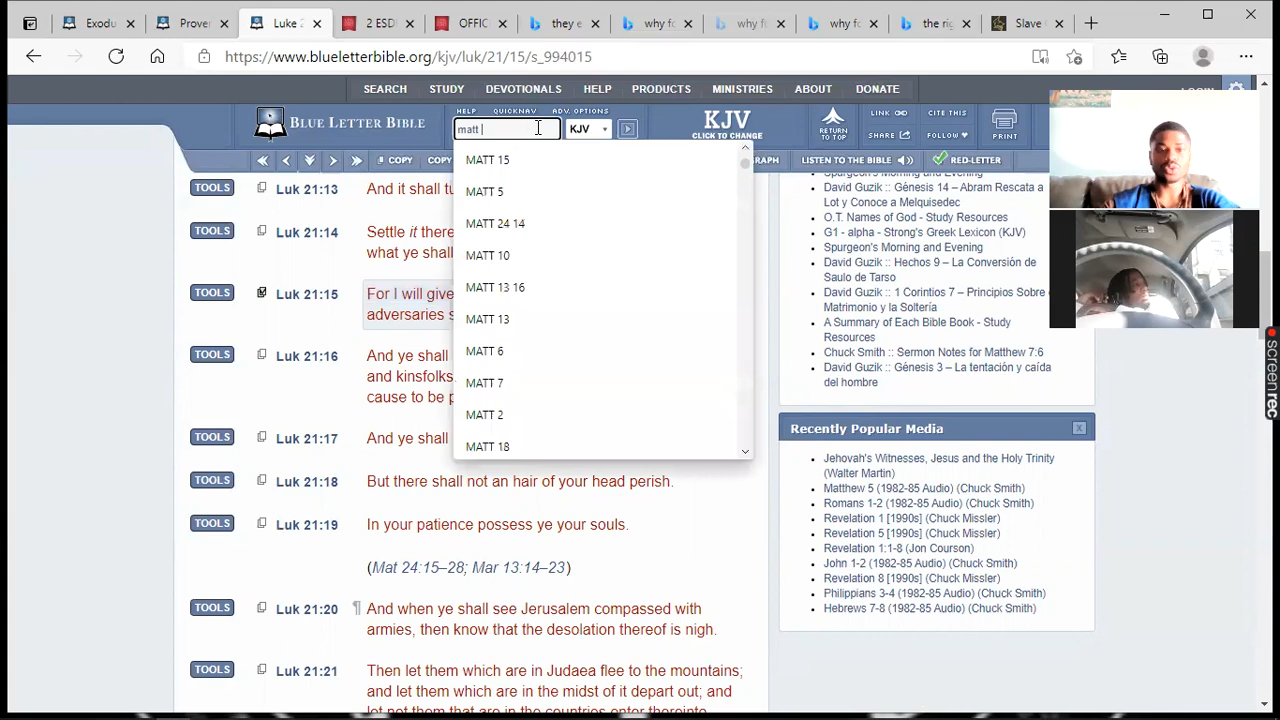 Exodu
Prover
Luke 2
2 ESDI
OFFIC
they e
why fo
why fo
why fo
the rig
Slave
https://www.blueletterbible.org/kjv/luk/21/15/s_994015
SEARCH STUDY DEVOTIONALS HELP PRODUCTS MINISTRIES ABOUT DONATE
BLUE LETTER BIBLE
HELP QUICKNAV ADV. OPTIONS
matt
KJV
KJV
CLICK TO CHANGE
RETURN
TO TOP
LINK
CITE THIS
SHARE
FOLLOW
PRINT
COPY
COPY
LISTEN TO THE BIBLE
RED-LETTER
MATT 15
MATT 5
MATT 24 14
MATT 10
MATT 13 16
MATT 13
MATT 6
MATT 7
MATT 2
MATT 18
TOOLS Luk 21:13 And it shall tu
TOOLS Luk 21:14 Settle it there
what ye shall
TOOLS Luk 21:15 For I will give
adversaries s
TOOLS Luk 21:16 And ye shall
and kinsfolks
cause to be p
TOOLS Luk 21:17 And ye shall
TOOLS Luk 21:18 But there shall not an hair of your head perish.
TOOLS Luk 21:19 In your patience possess ye your souls.
(Mat 24:15–28; Mar 13:14–23)
TOOLS Luk 21:20 ¶ And when ye shall see Jerusalem compassed with
armies, then know that the desolation thereof is nigh.
TOOLS Luk 21:21 Then let them which are in Judaea flee to the mountains;
and let them which are in the midst of it depart out; and
let not them that are in the countries enter thereinto
Spurgeon's Morning and Evening
David Guzik :: Génesis 14 – Abram Rescata a
Lot y Conoce a Melquisedec
O.T. Names of God - Study Resources
G1 - alpha - Strong's Greek Lexicon (KJV)
Spurgeon's Morning and Evening
David Guzik :: Hechos 9 – La Conversión de
Saulo de Tarso
David Guzik :: 1 Corintios 7 – Principios Sobre
Matrimonio y la Soltería
A Summary of Each Bible Book - Study
Resources
Chuck Smith :: Sermon Notes for Matthew 7:6
David Guzik :: Génesis 3 – La tentación y caída
del hombre
Recently Popular Media
Jehovah's Witnesses, Jesus and the Holy Trinity
(Walter Martin)
Matthew 5 (1982-85 Audio) (Chuck Smith)
Romans 1-2 (1982-85 Audio) (Chuck Smith)
Revelation 1 [1990s] (Chuck Missler)
Revelation 5 [1990s] (Chuck Missler)
Revelation 1:1-8 (Jon Courson)
John 1-2 (1982-85 Audio) (Chuck Smith)
Revelation 8 [1990s] (Chuck Missler)
Philippians 3-4 (1982-85 Audio) (Chuck Smith)
Hebrews 7-8 (1982-85 Audio) (Chuck Smith)
screenrec